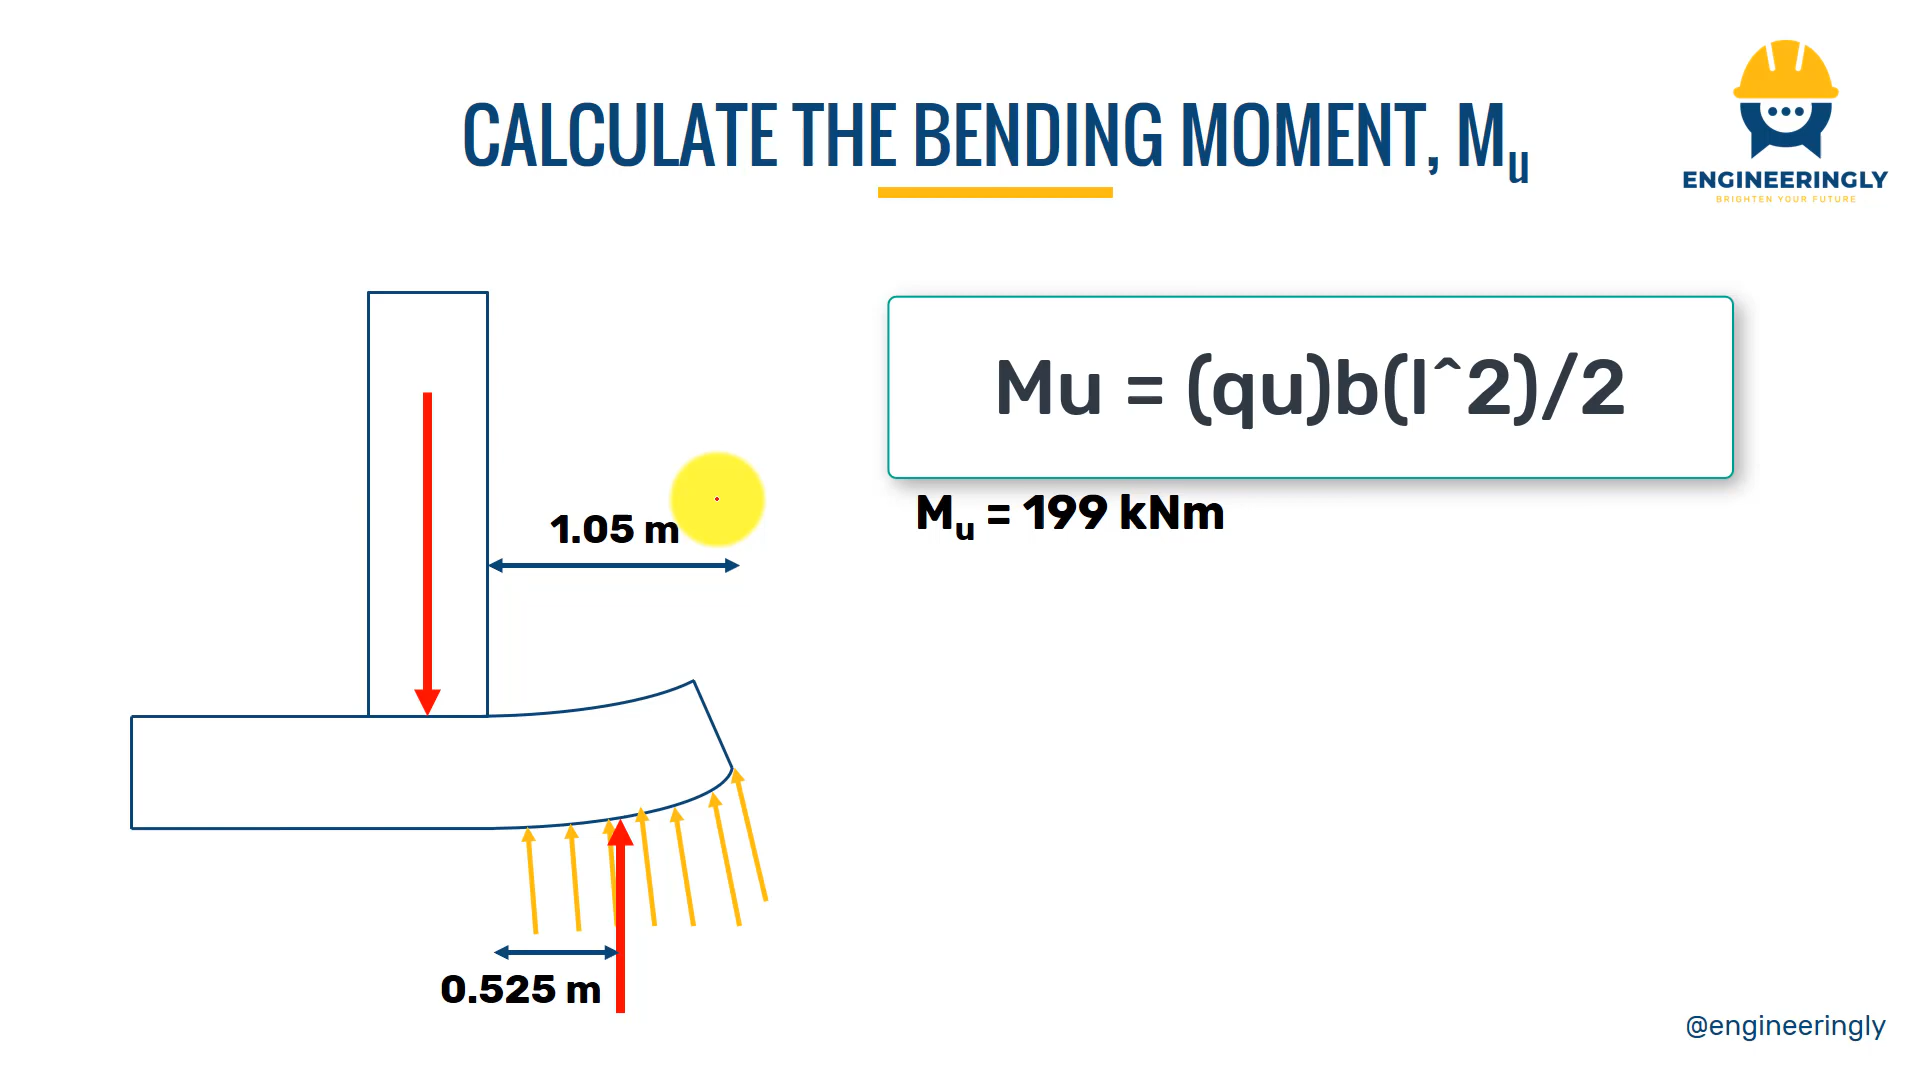 CALCULATE THE BENDING MOMENT, Mu
ENGINEERINGLY
BRIGHTEN YOUR FUTURE
Mu = (qu)b(l^2)/2
Mu = 199 kNm
1.05 m
0.525 m
@engineeringly